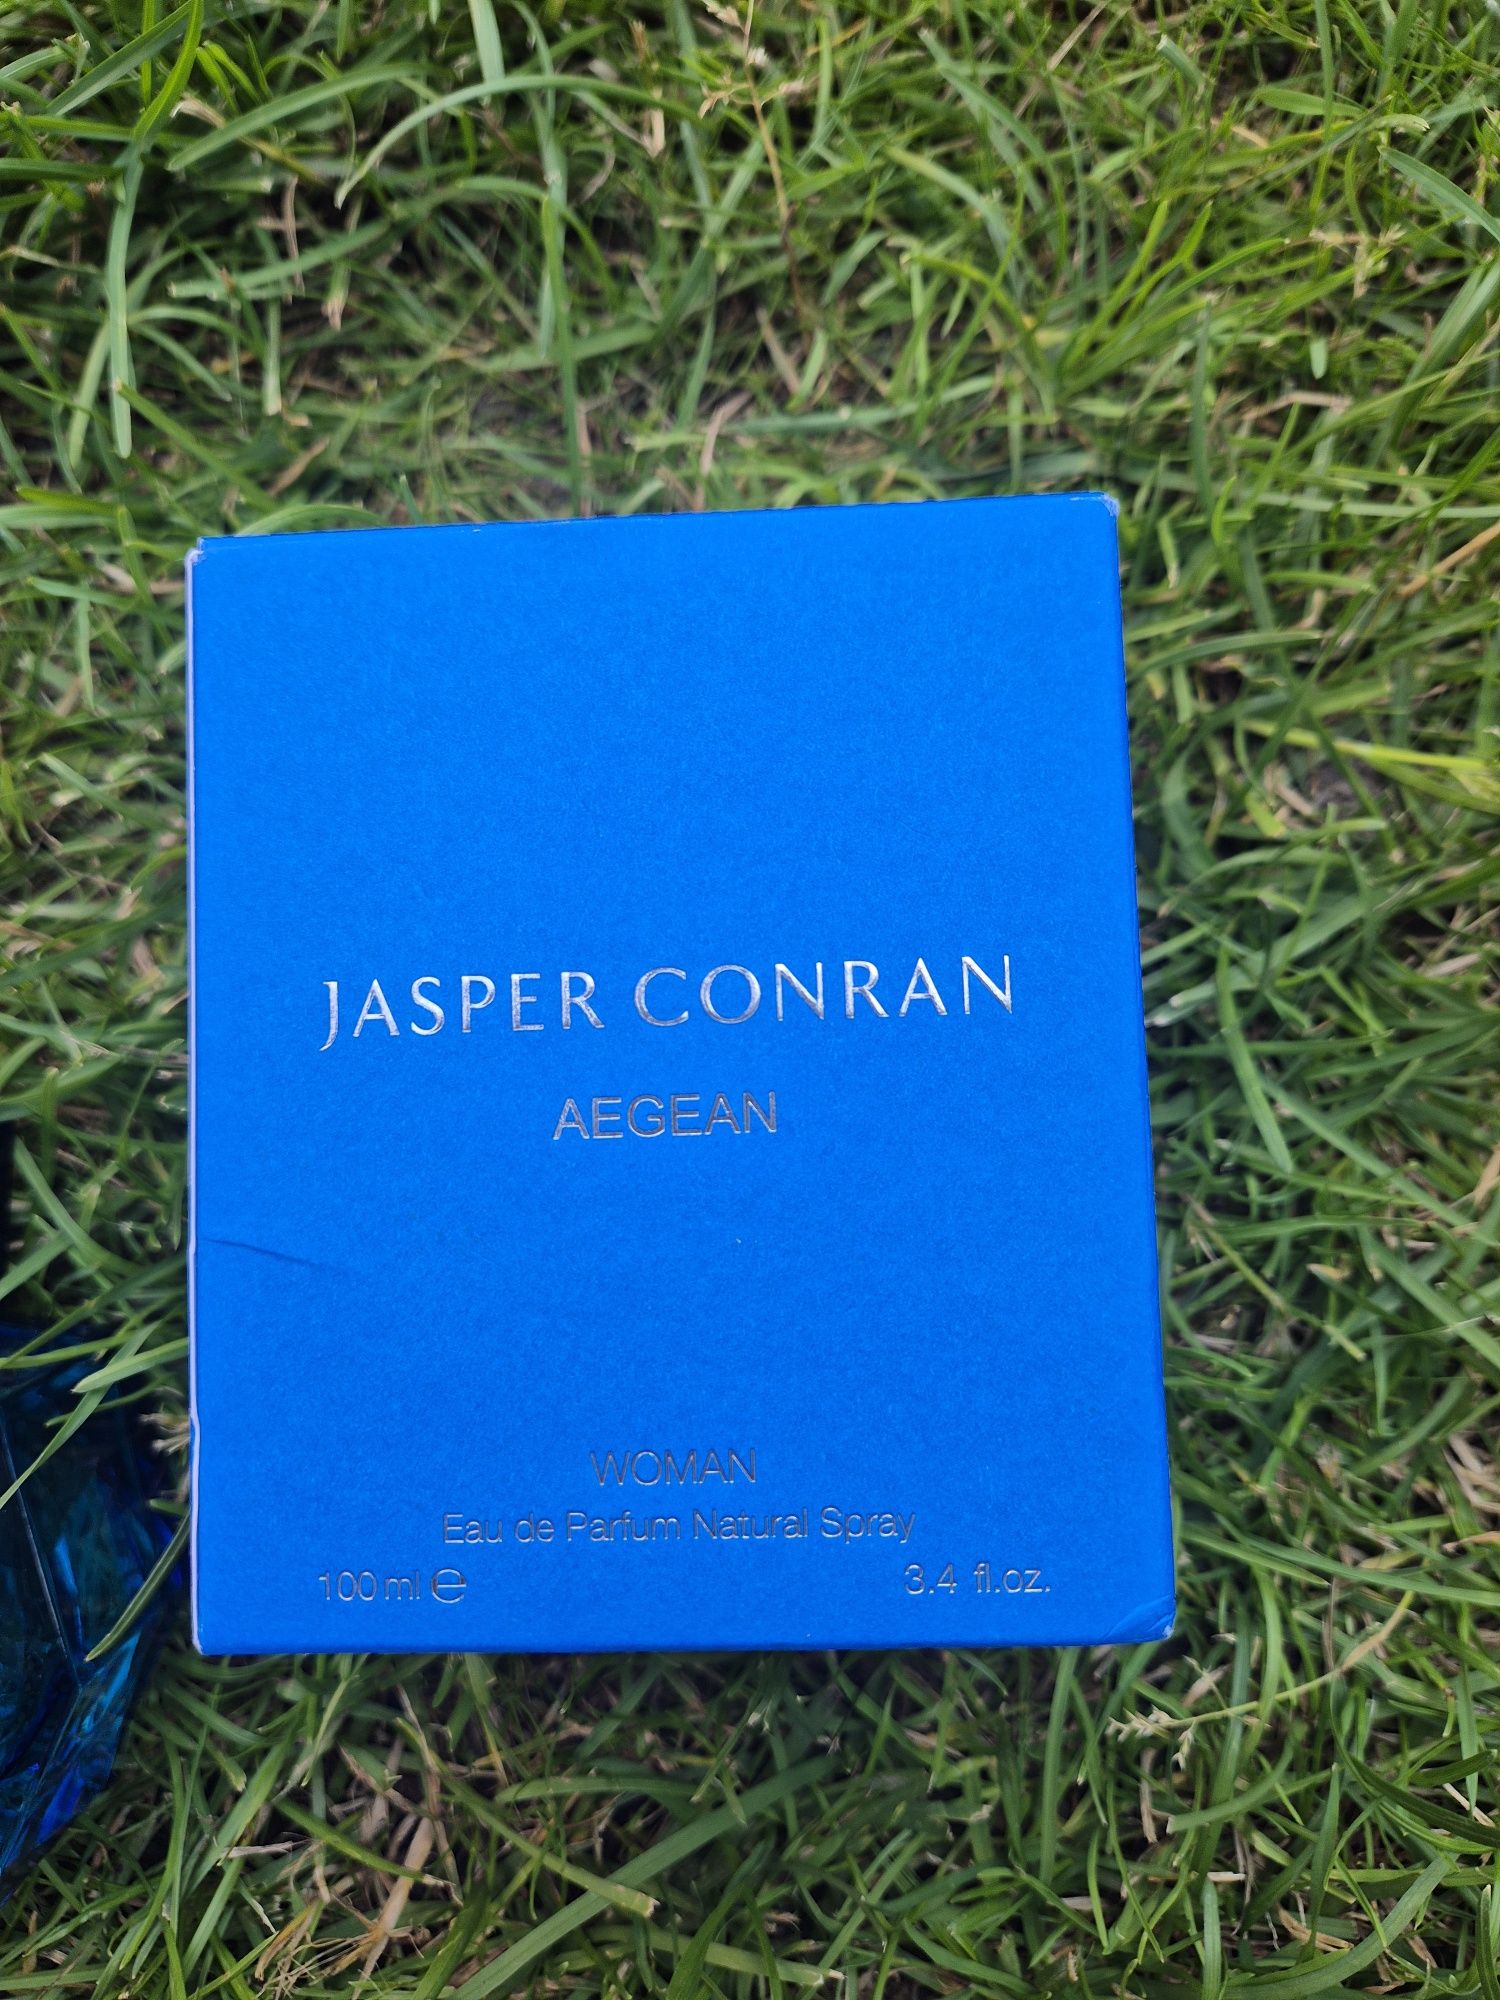 JASPER CONRAN
AEGEAN
WOMAN
Eau de Parfum Natural Spray
100 ml ℮ 3.4 fl.oz.